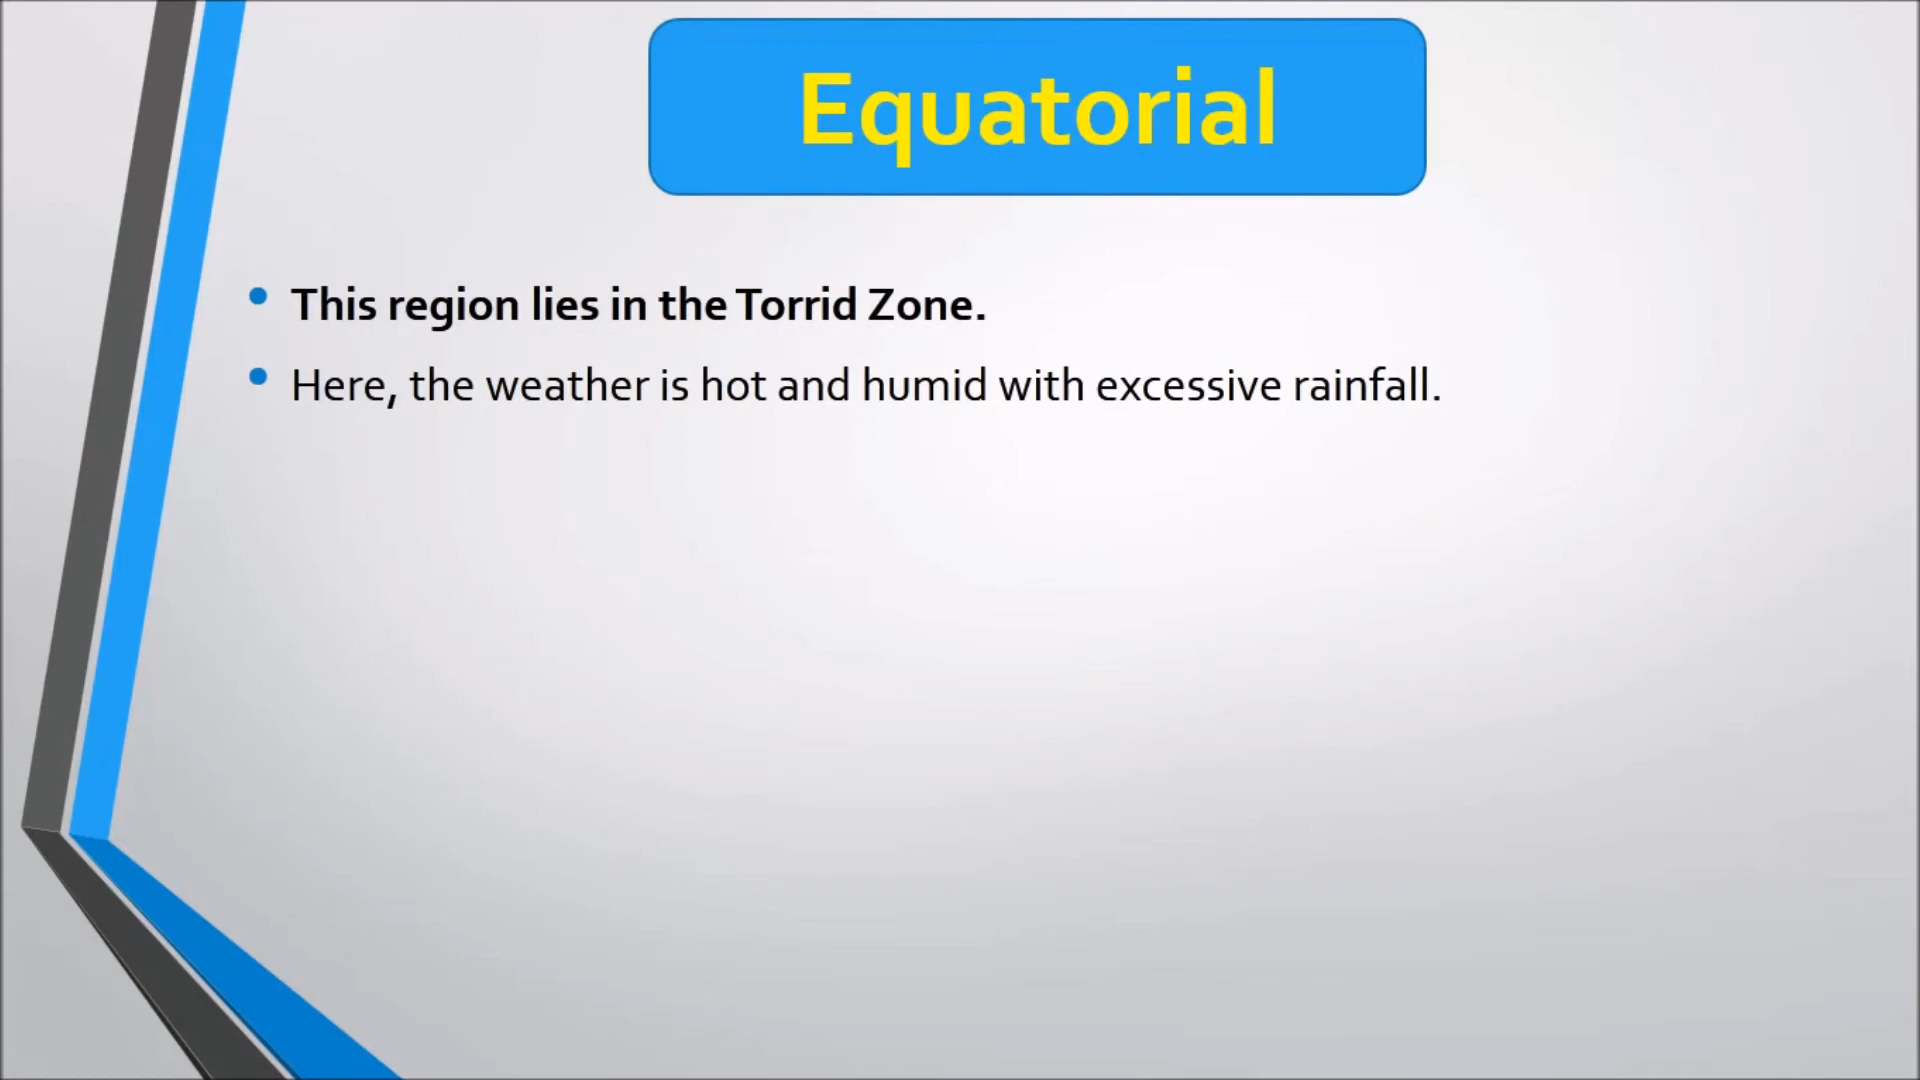 Equatorial
This region lies in the Torrid Zone.
Here, the weather is hot and humid with excessive rainfall.